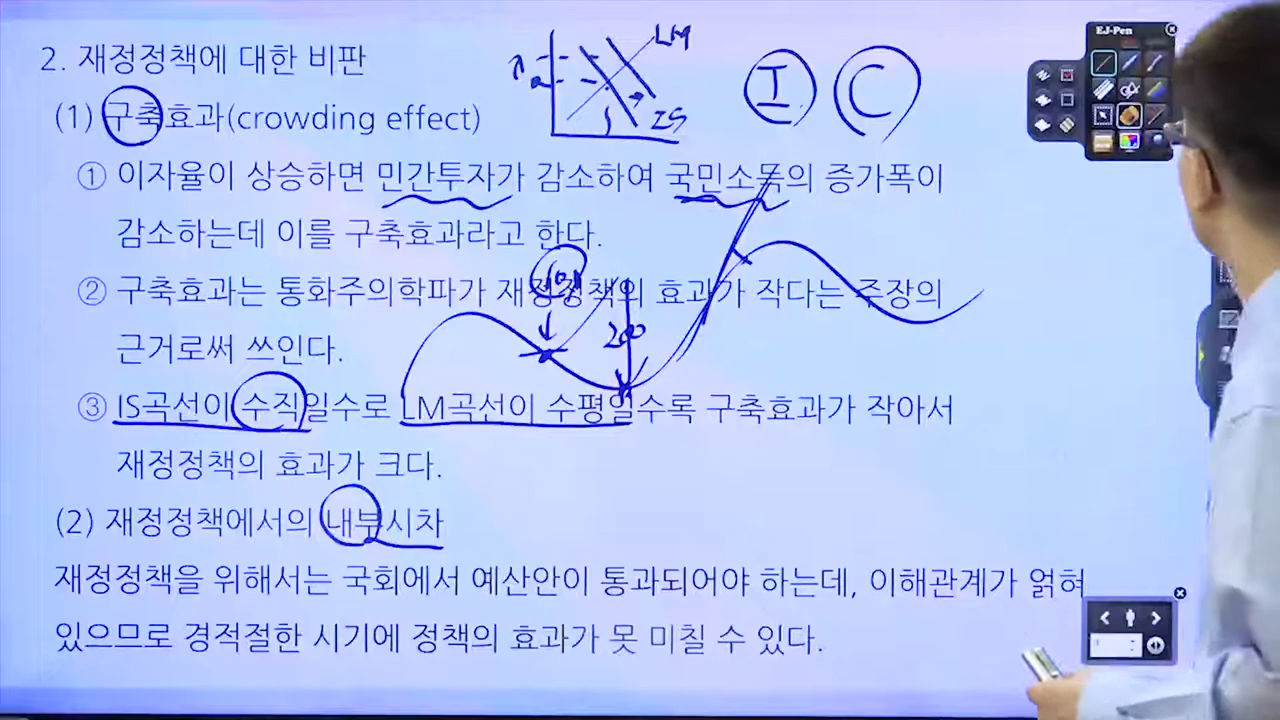 2. 재정정책에 대한 비판
LM
I C
EJ-Pen
IS
(1) 구축효과(crowding effect)
① 이자율이 상승하면 민간투자가 감소하여 국민소득의 증가폭이
감소하는데 이를 구축효과라고 한다.
② 구축효과는 통화주의학파가 재정정책의 효과가 작다는 주장의
200
근거로써 쓰인다.
③ IS곡선이 수직일수로 LM곡선이 수평일수록 구축효과가 작아서
재정정책의 효과가 크다.
(2) 재정정책에서의 내부시차
재정정책을 위해서는 국회에서 예산안이 통과되어야 하는데, 이해관계가 얽혀
있으므로 경적절한 시기에 정책의 효과가 못 미칠 수 있다.